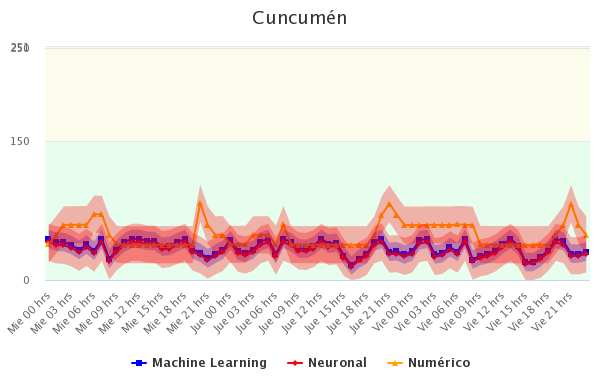 Cuncumén
250
150
0
Mie 00 hrs
Mie 03 hrs
Mie 06 hrs
Mie 09 hrs
Mie 12 hrs
Mie 15 hrs
Mie 18 hrs
Mie 21 hrs
Jue 00 hrs
Jue 03 hrs
Jue 06 hrs
Jue 09 hrs
Jue 12 hrs
Jue 15 hrs
Jue 18 hrs
Jue 21 hrs
Vie 00 hrs
Vie 03 hrs
Vie 06 hrs
Vie 09 hrs
Vie 12 hrs
Vie 15 hrs
Vie 18 hrs
Vie 21 hrs
Machine Learning Neuronal Numérico